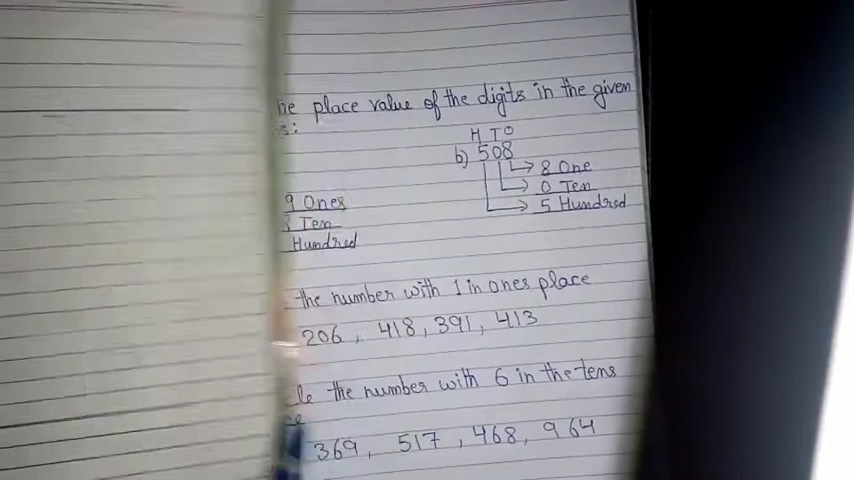 place value of the digits in the given
H T O
b) 508
8 One
9 Ones
0 Ten
Ten
5 Hundred
Hundred
the number with 1 in ones place
206, 418, 391, 413
the number with 6 in the tens
369, 517, 468, 964